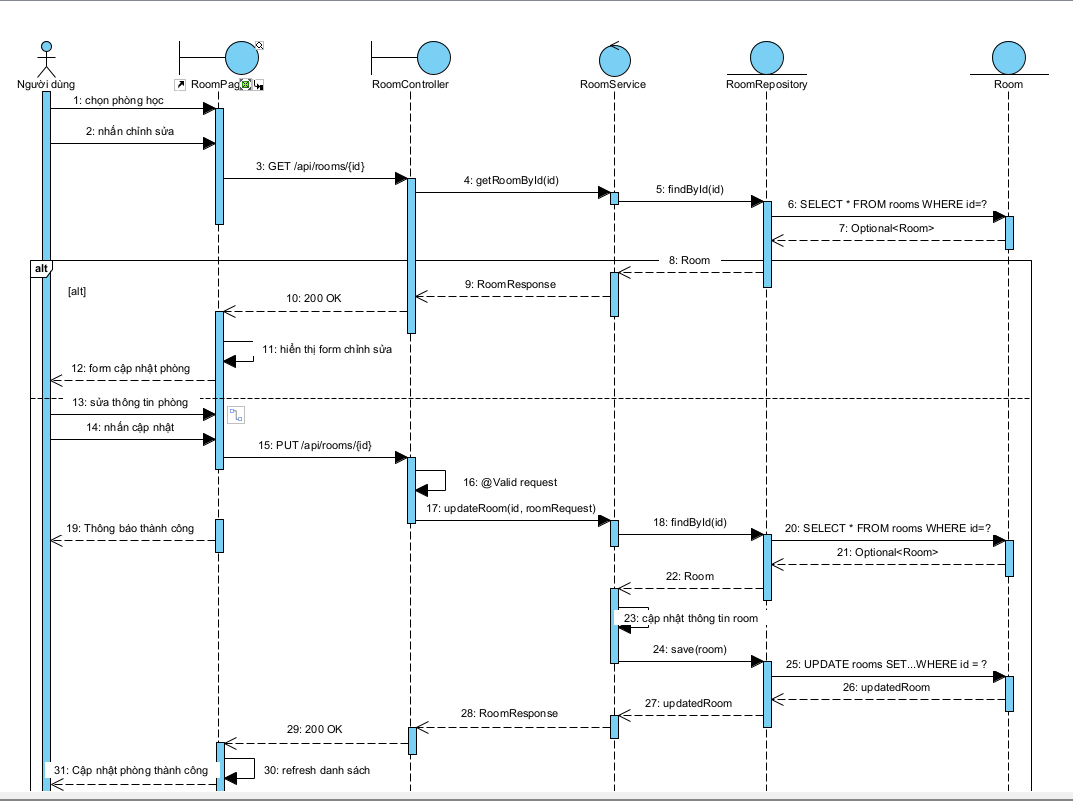 Người dùng
RoomPag
RoomController
RoomService
RoomRepository
Room
1: chọn phòng học
2: nhấn chỉnh sửa
3: GET /api/rooms/{id}
4: getRoomById(id)
5: findById(id)
6: SELECT * FROM rooms WHERE id=?
7: Optional<Room>
alt
[alt]
8: Room
9: RoomResponse
10: 200 OK
11: hiển thị form chỉnh sửa
12: form cập nhật phòng
13: sửa thông tin phòng
14: nhấn cập nhật
15: PUT /api/rooms/{id}
16: @Valid request
17: updateRoom(id, roomRequest)
18: findById(id)
19: Thông báo thành công
20: SELECT * FROM rooms WHERE id=?
21: Optional<Room>
22: Room
23: cập nhật thông tin room
24: save(room)
25: UPDATE rooms SET...WHERE id = ?
26: updatedRoom
27: updatedRoom
28: RoomResponse
29: 200 OK
30: refresh danh sách
31: Cập nhật phòng thành công